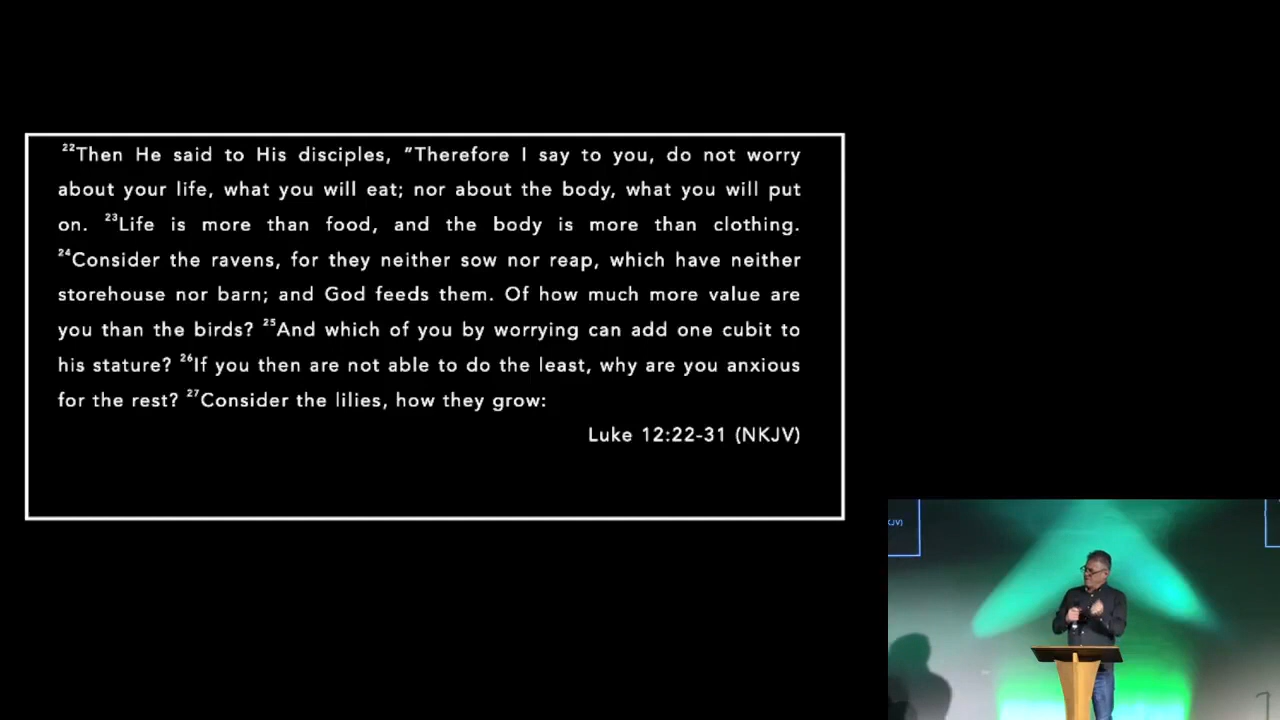 ²²Then He said to His disciples, "Therefore I say to you, do not worry
about your life, what you will eat; nor about the body, what you will put
on. ²³Life is more than food, and the body is more than clothing.
²⁴Consider the ravens, for they neither sow nor reap, which have neither
storehouse nor barn; and God feeds them. Of how much more value are
you than the birds? ²⁵And which of you by worrying can add one cubit to
his stature? ²⁶If you then are not able to do the least, why are you anxious
for the rest? ²⁷Consider the lilies, how they grow:
Luke 12:22-31 (NKJV)
KJV)